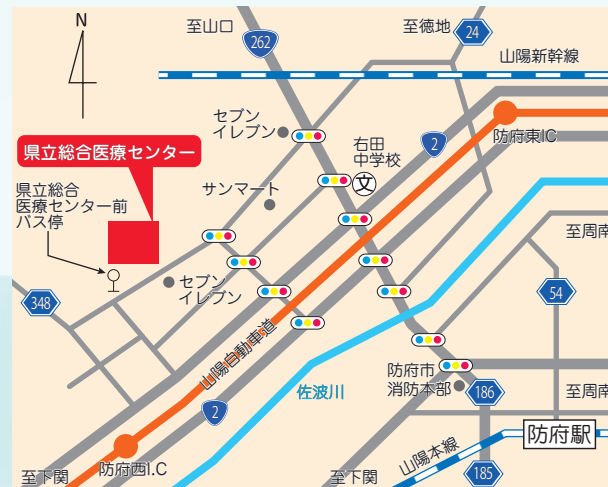 N
至山口
262
至徳地
24
山陽新幹線
セブン
イレブン
右田
中学校
文
2
防府東IC
県立総合医療センター
県立総合
医療センター前
バス停
サンマート
至周南
セブン
イレブン
348
54
山陽自動車道
防府市
消防本部
186
至周南
2
佐波川
防府駅
防府西I.C
山陽本線
至下関
至下関
185